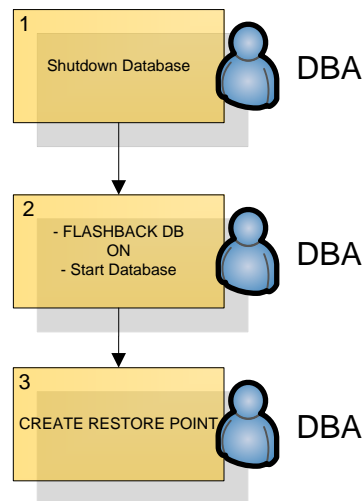 1
Shutdown Database
DBA
2
- FLASHBACK DB
ON
- Start Database
DBA
3
CREATE RESTORE POINT
DBA